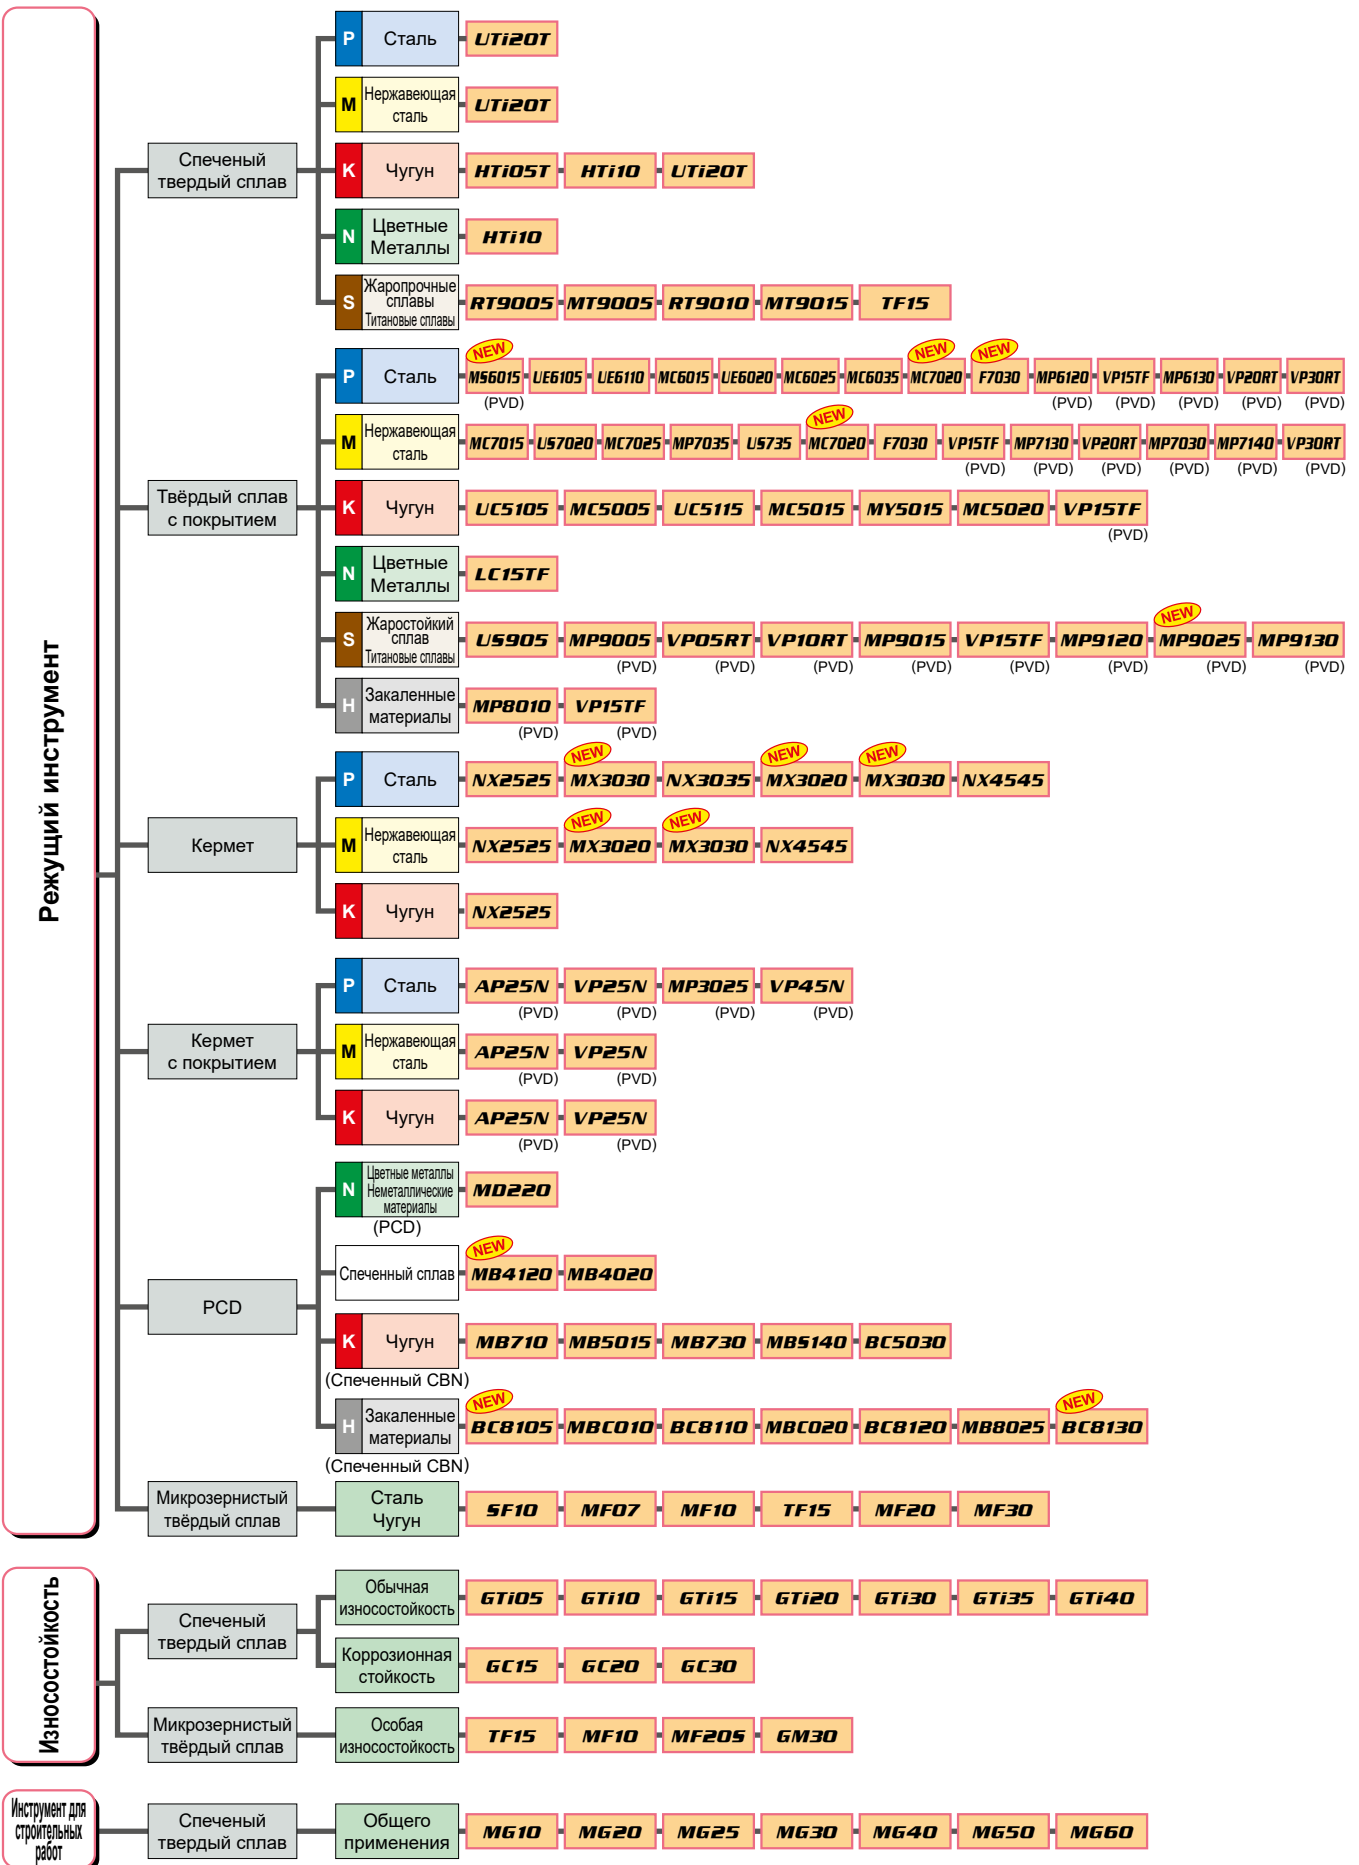 Режущий инструмент
Спеченый
твердый сплав
P Сталь UTi20T
M Нержавеющая
сталь UTi20T
K Чугун HTi05T HTi10 UTi20T
N Цветные
Металлы HTi10
S Жаропрочные
сплавы
Титановые сплавы RT9005 MT9005 RT9010 MT9015 TF15
Твёрдый сплав
с покрытием
NEW NEW NEW
P Сталь MS6015 UE6105 UE6110 MC6015 UE6020 MC6025 MC6035 MC7020 F7030 MP6120 VP15TF MP6130 VP20RT VP30RT
(PVD) (PVD) (PVD) (PVD) (PVD) (PVD)
NEW
M Нержавеющая
сталь MC7015 US7020 MC7025 MP7035 US735 MC7020 F7030 VP15TF MP7130 VP20RT MP7030 MP7140 VP30RT
(PVD) (PVD) (PVD) (PVD) (PVD) (PVD)
K Чугун UC5105 MC5005 UC5115 MC5015 MY5015 MC5020 VP15TF
(PVD)
N Цветные
Металлы LC15TF
NEW
S Жаростойкий
сплав
Титановые сплавы US905 MP9005 VP05RT VP10RT MP9015 VP15TF MP9120 MP9025 MP9130
(PVD) (PVD) (PVD) (PVD) (PVD) (PVD) (PVD) (PVD)
H Закаленные
материалы MP8010 VP15TF
(PVD) (PVD)
Кермет
NEW NEW NEW
P Сталь NX2525 MX3030 NX3035 MX3020 MX3030 NX4545
NEW NEW
M Нержавеющая
сталь NX2525 MX3020 MX3030 NX4545
K Чугун NX2525
Кермет
с покрытием
P Сталь AP25N VP25N MP3025 VP45N
(PVD) (PVD) (PVD) (PVD)
M Нержавеющая
сталь AP25N VP25N
(PVD) (PVD)
K Чугун AP25N VP25N
(PVD) (PVD)
PCD
N Цветные металлы
Неметаллические
материалы MD220
(PCD)
NEW
Спеченный сплав MB4120 MB4020
K Чугун MB710 MB5015 MB730 MBS140 BC5030
(Спеченный CBN)
NEW NEW
H Закаленные
материалы BC8105 MBC010 BC8110 MBC020 BC8120 MB8025 BC8130
(Спеченный CBN)
Микрозернистый
твёрдый сплав
Сталь
Чугун SF10 MF07 MF10 TF15 MF20 MF30
Износостойкость
Спеченый
твердый сплав
Обычная
износостойкость GTi05 GTi10 GTi15 GTi20 GTi30 GTi35 GTi40
Коррозионная
стойкость GC15 GC20 GC30
Микрозернистый
твёрдый сплав
Особая
износостойкость TF15 MF10 MF20S GM30
Инструмент для
строительных
работ
Спеченый
твердый сплав
Общего
применения MG10 MG20 MG25 MG30 MG40 MG50 MG60